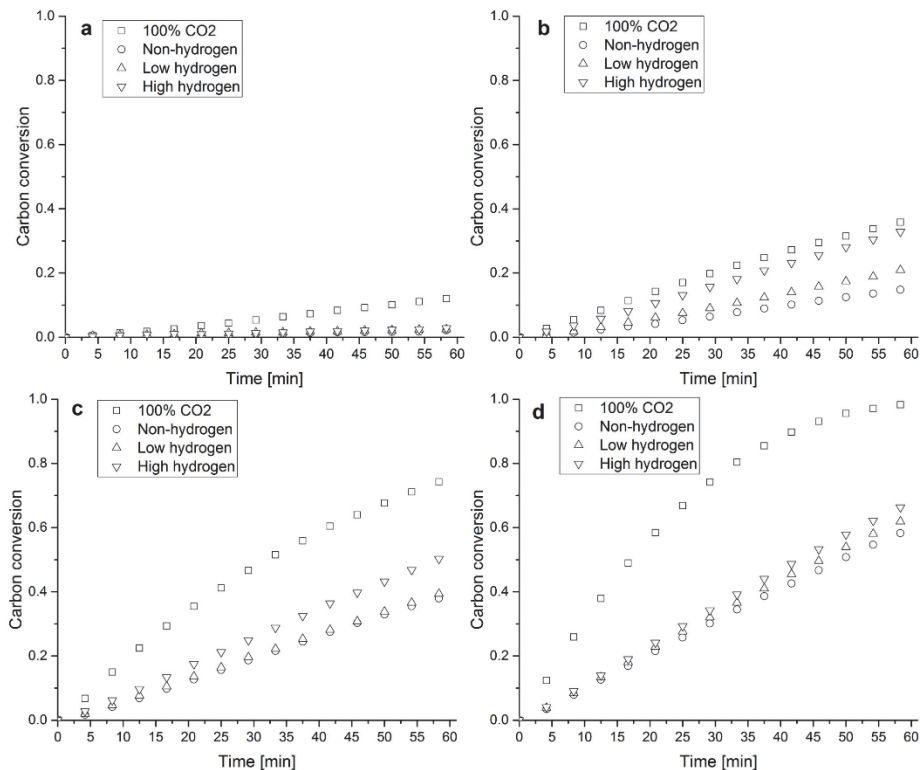 a
100% CO2
Non-hydrogen
Low hydrogen
High hydrogen
Carbon conversion
1.0
0.8
0.6
0.4
0.2
0.0
0 5 10 15 20 25 30 35 40 45 50 55 60
Time [min]
b
100% CO2
Non-hydrogen
Low hydrogen
High hydrogen
Carbon conversion
1.0
0.8
0.6
0.4
0.2
0.0
0 5 10 15 20 25 30 35 40 45 50 55 60
Time [min]
c
100% CO2
Non-hydrogen
Low hydrogen
High hydrogen
Carbon conversion
1.0
0.8
0.6
0.4
0.2
0.0
0 5 10 15 20 25 30 35 40 45 50 55 60
Time [min]
d
100% CO2
Non-hydrogen
Low hydrogen
High hydrogen
Carbon conversion
1.0
0.8
0.6
0.4
0.2
0.0
0 5 10 15 20 25 30 35 40 45 50 55 60
Time [min]